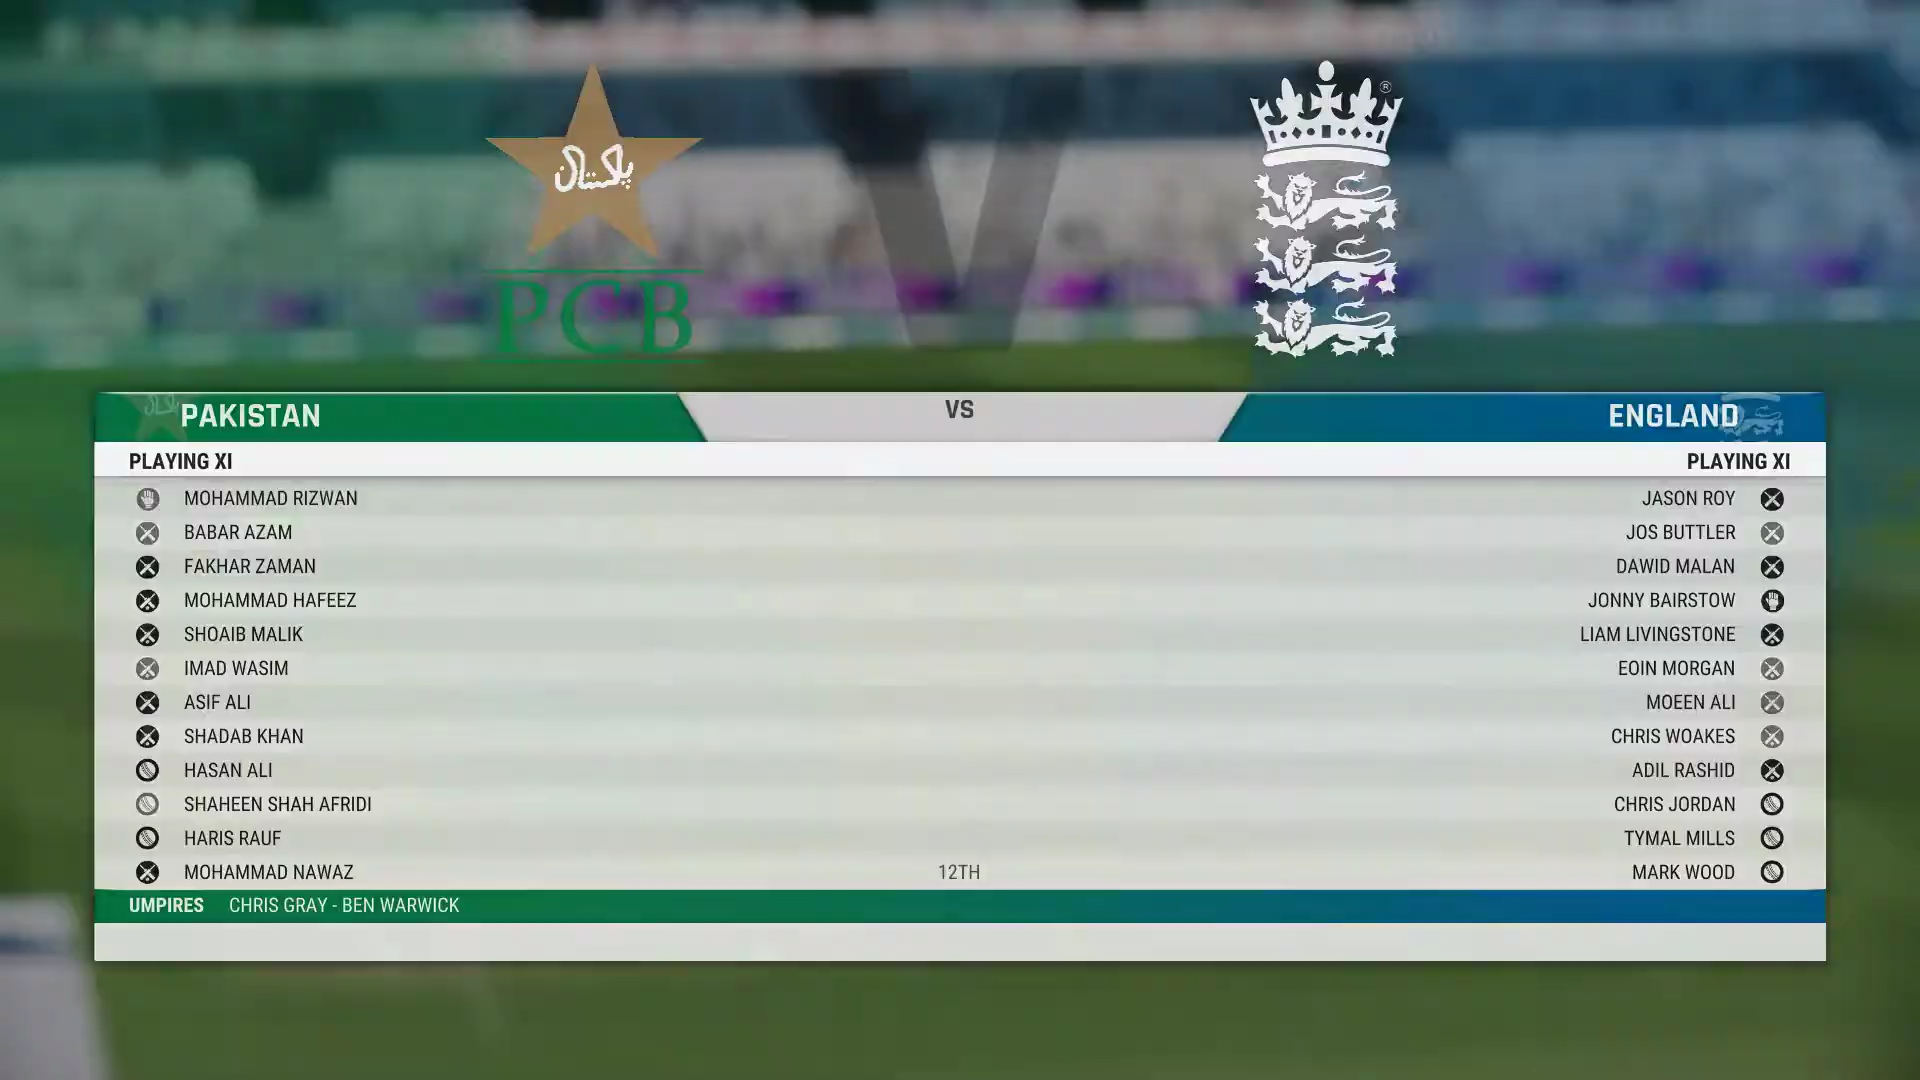 پاکستان
V
®
PCB
PAKISTAN VS ENGLAND
PLAYING XI PLAYING XI
MOHAMMAD RIZWAN JASON ROY
BABAR AZAM JOS BUTTLER
FAKHAR ZAMAN DAWID MALAN
MOHAMMAD HAFEEZ JONNY BAIRSTOW
SHOAIB MALIK LIAM LIVINGSTONE
IMAD WASIM EOIN MORGAN
ASIF ALI MOEEN ALI
SHADAB KHAN CHRIS WOAKES
HASAN ALI ADIL RASHID
SHAHEEN SHAH AFRIDI CHRIS JORDAN
HARIS RAUF TYMAL MILLS
MOHAMMAD NAWAZ 12TH MARK WOOD
UMPIRES CHRIS GRAY - BEN WARWICK